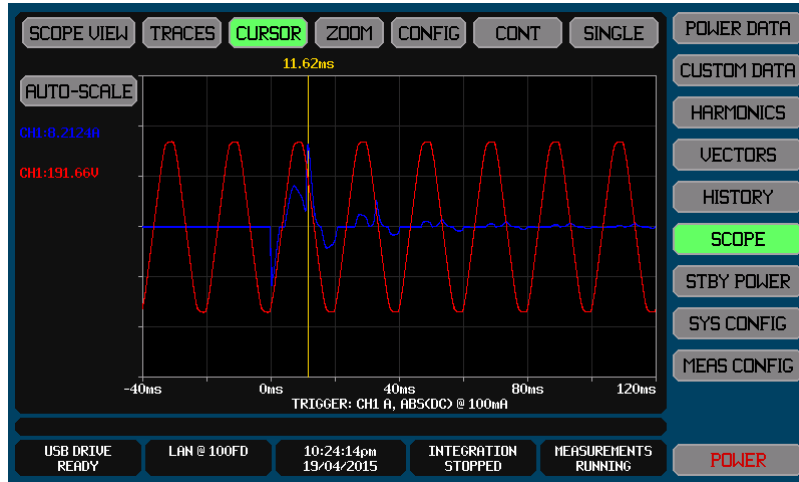 SCOPE VIEW TRACES CURSOR ZOOM CONFIG CONT SINGLE
POWER DATA
11.62ms
CUSTOM DATA
AUTO-SCALE
HARMONICS
CH1:8.2124A
VECTORS
CH1:191.66V
HISTORY
SCOPE
STBY POWER
SYS CONFIG
MEAS CONFIG
-40ms 0ms 40ms 80ms 120ms
TRIGGER: CH1 A, ABS(DC) @ 100mA
USB DRIVE
READY
LAN @ 100FD
10:24:14pm
19/04/2015
INTEGRATION
STOPPED
MEASUREMENTS
RUNNING
POWER